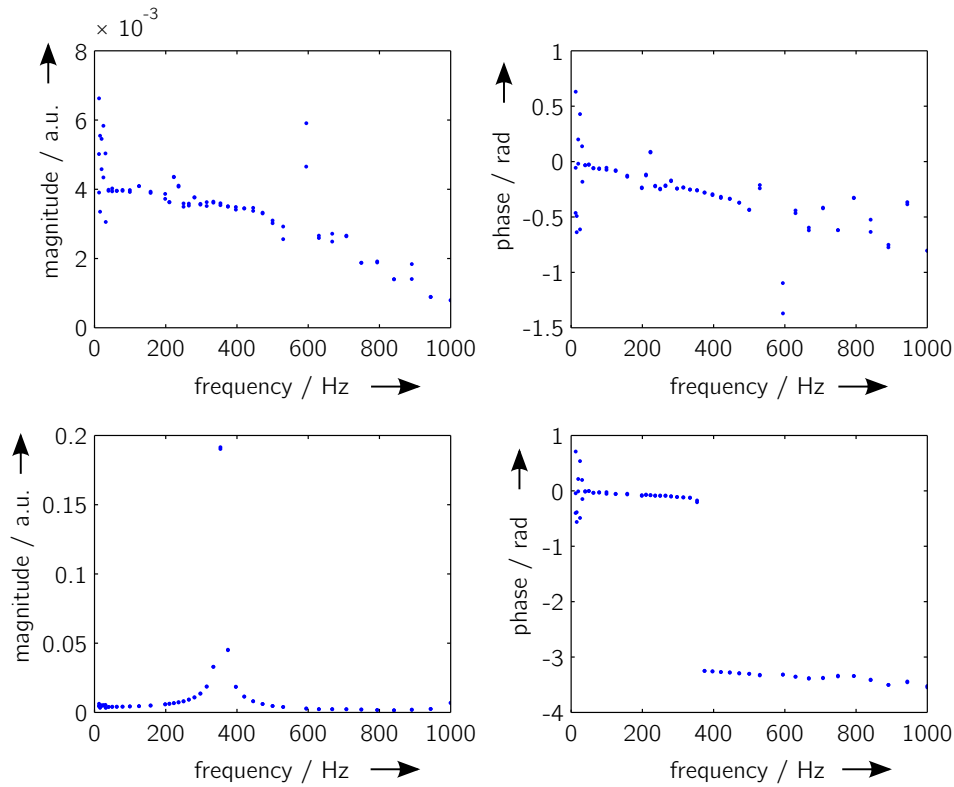 × 10⁻³
8
6
4
2
0
magnitude / a.u.
0 200 400 600 800 1000
frequency / Hz
1
0.5
0
-0.5
-1
-1.5
phase / rad
0 200 400 600 800 1000
frequency / Hz
0.2
0.15
0.1
0.05
0
magnitude / a.u.
0 200 400 600 800 1000
frequency / Hz
1
0
-1
-2
-3
-4
phase / rad
0 200 400 600 800 1000
frequency / Hz